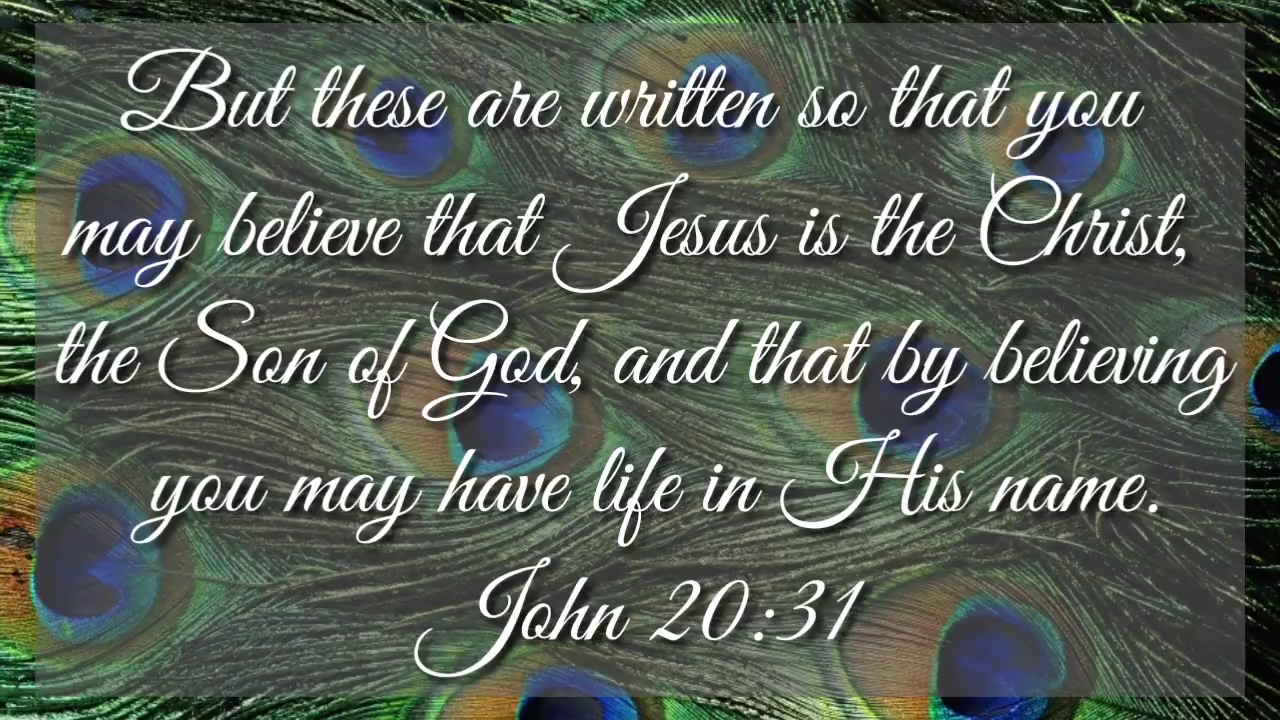 But these are written so that you
may believe that Jesus is the Christ,
the Son of God, and that by believing
you may have life in His name.
John 20:31